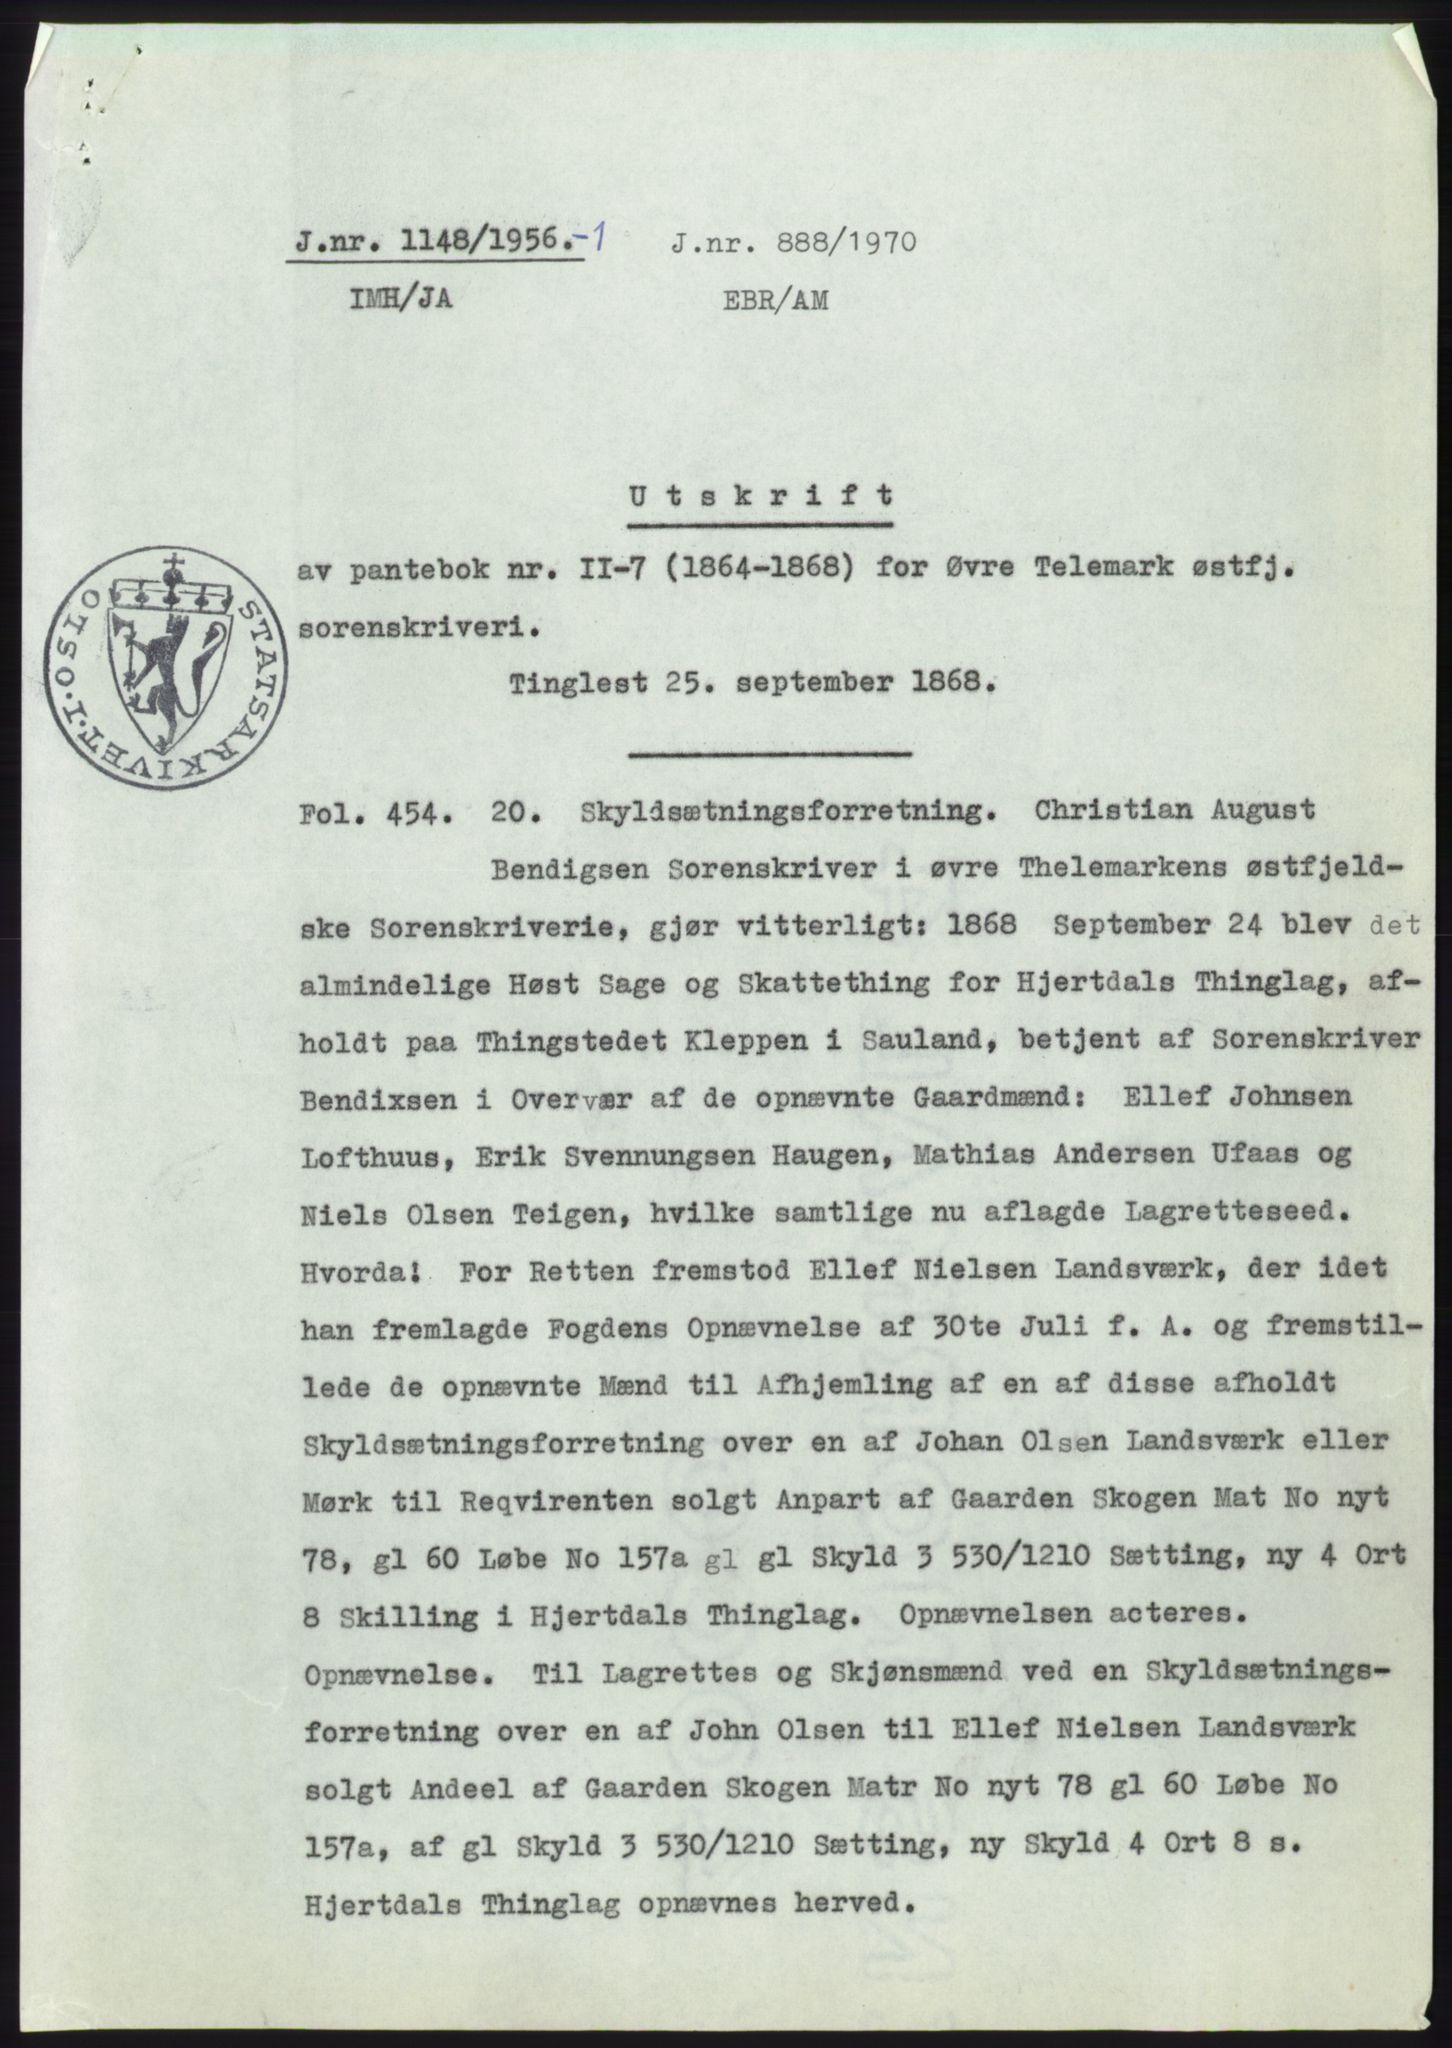 J.nr. 1148/1956.-1 J.nr. 888/1970
IMH/JA EBR/AM
Utskrift
av pantebok nr. II-7 (1864-1868) for Øvre Telemark østfj.
sorenskriveri.
Tinglest 25. september 1868.
STATSARKIVET·I·OSLO
Fol. 454. 20. Skyldsætningsforretning. Christian August
Bendigsen Sorenskriver i øvre Thelemarkens østfjeld-
ske Sorenskriverie, gjør vitterligt: 1868 September 24 blev det
almindelige Høst Sage og Skattething for Hjertdals Thinglag, af-
holdt paa Thingstedet Kleppen i Sauland, betjent af Sorenskriver
Bendixsen i Overvær af de opnævnte Gaardmænd: Ellef Johnsen
Lofthuus, Erik Svennungsen Haugen, Mathias Andersen Ufaas og
Niels Olsen Teigen, hvilke samtlige nu aflagde Lagretteseed.
Hvorda! For Retten fremstod Ellef Nielsen Landsværk, der idet
han fremlagde Fogdens Opnævnelse af 30te Juli f. A. og fremstil-
lede de opnævnte Mænd til Afhjemling af en af disse afholdt
Skyldsætningsforretning over en af Johan Olsen Landsværk eller
Mørk til Reqvirenten solgt Anpart af Gaarden Skogen Mat No nyt
78, gl 60 Løbe No 157a gl gl Skyld 3 530/1210 Sætting, ny 4 Ort
8 Skilling i Hjertdals Thinglag. Opnævnelsen acteres.
Opnævnelse. Til Lagrettes og Skjønsmænd ved en Skyldsætnings-
forretning over en af John Olsen til Ellef Nielsen Landsværk
solgt Andeel af Gaarden Skogen Matr No nyt 78 gl 60 Løbe No
157a, af gl Skyld 3 530/1210 Sætting, ny Skyld 4 Ort 8 s.
Hjertdals Thinglag opnævnes herved.